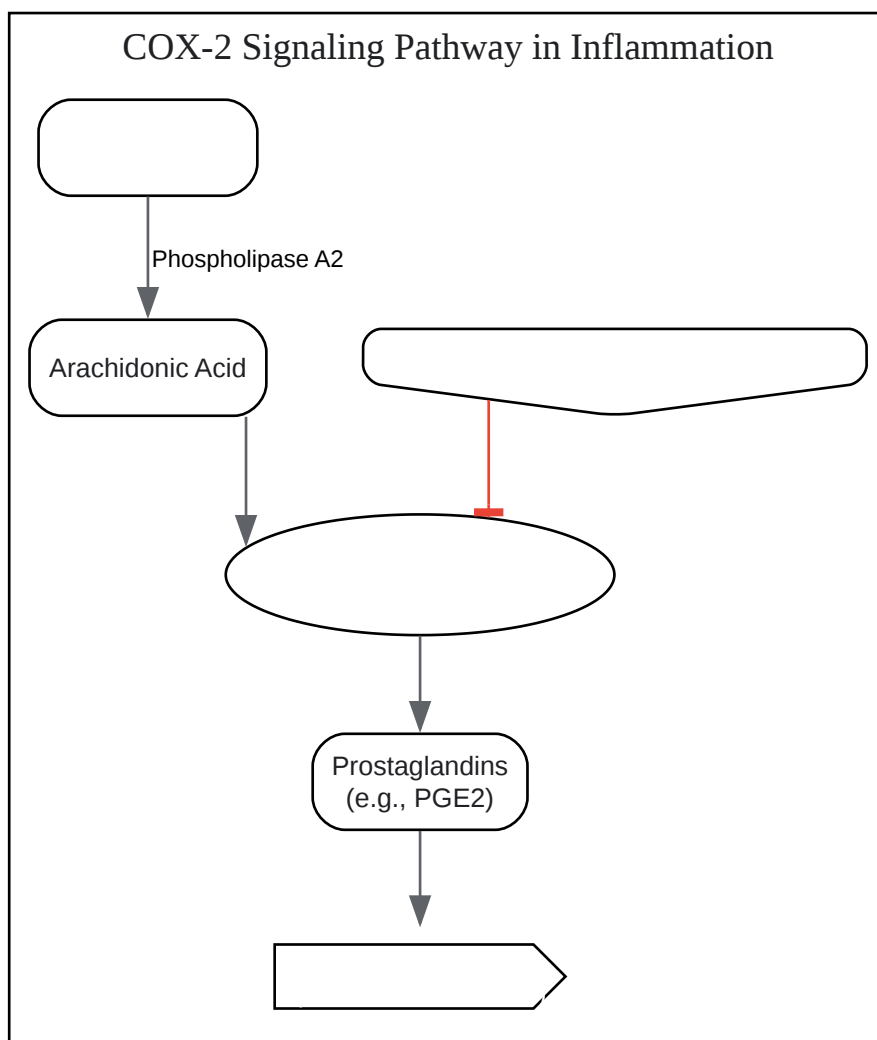 COX-2 Signaling Pathway in Inflammation
Phospholipase A2
Arachidonic Acid
Prostaglandins
(e.g., PGE2)